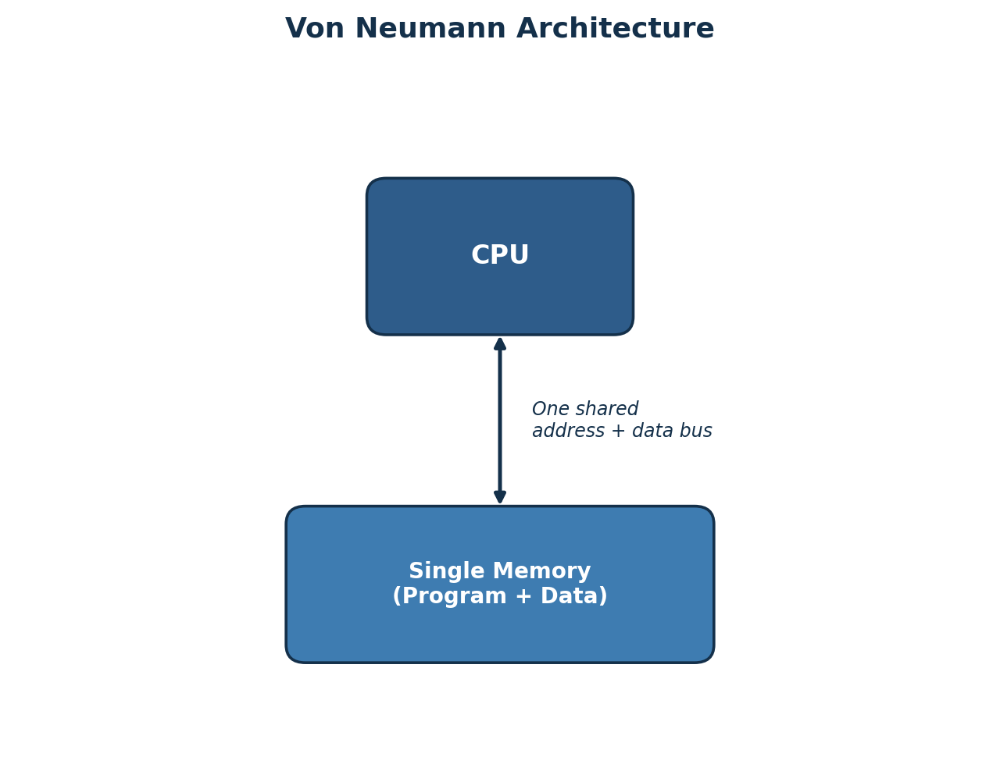 Von Neumann Architecture
CPU
One shared
address + data bus
Single Memory
(Program + Data)